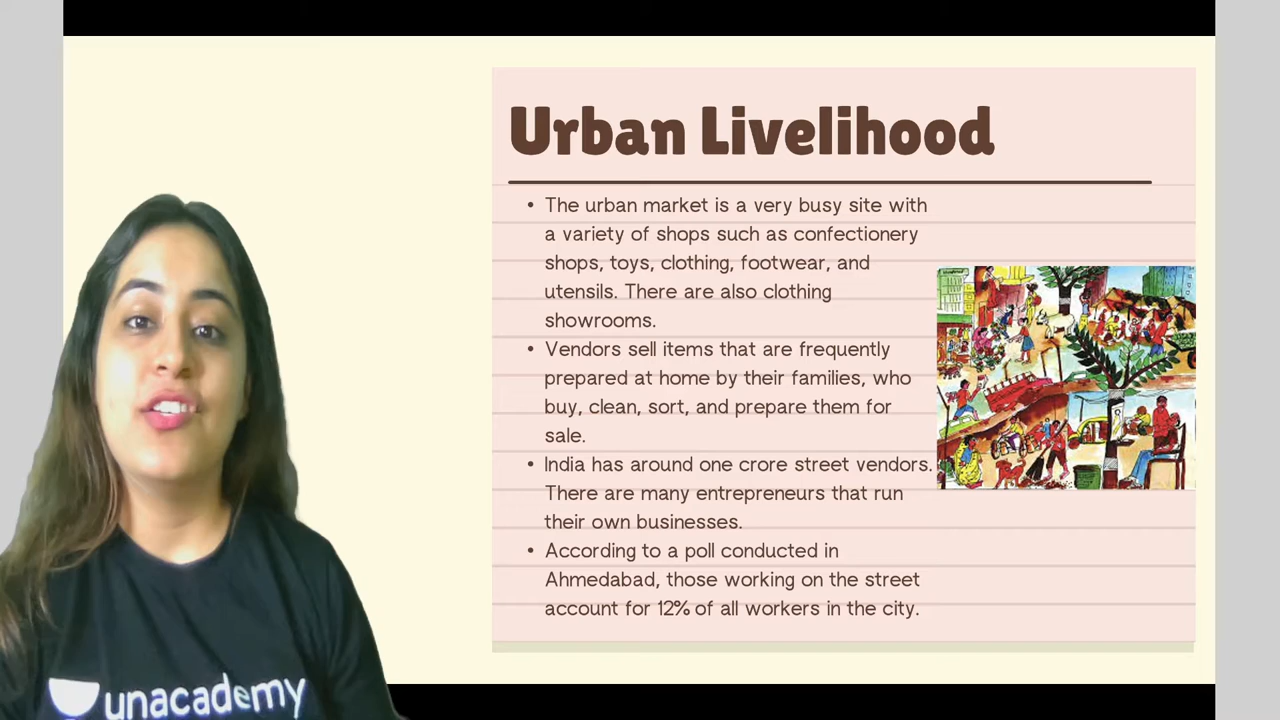 Urban Livelihood
• The urban market is a very busy site with
a variety of shops such as confectionery
shops, toys, clothing, footwear, and
utensils. There are also clothing
showrooms.
• Vendors sell items that are frequently
prepared at home by their families, who
buy, clean, sort, and prepare them for
sale.
• India has around one crore street vendors.
There are many entrepreneurs that run
their own businesses.
• According to a poll conducted in
Ahmedabad, those working on the street
account for 12% of all workers in the city.
unacademy